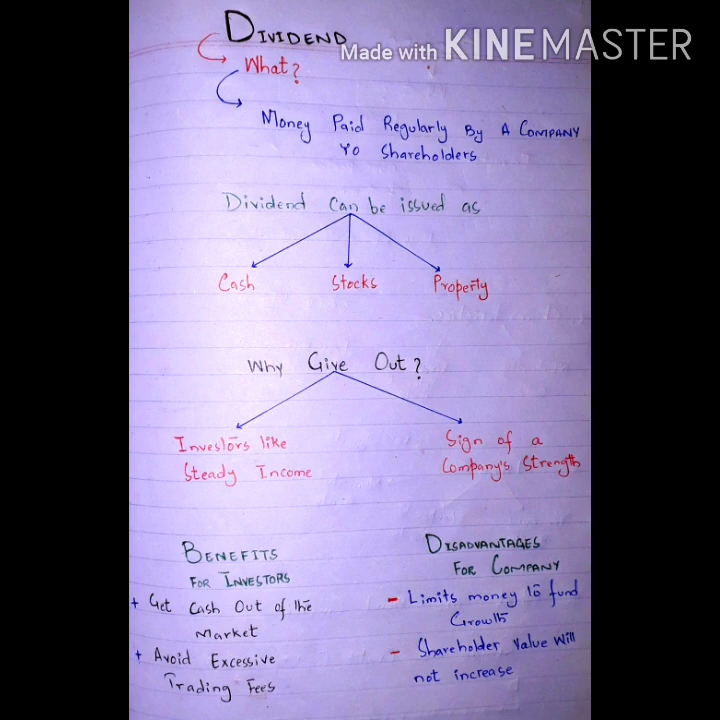 DIVIDEND
Made with KINEMASTER
What?
Money Paid Regularly By A COMPANY
Yo Shareholders
Dividend Can be issued as
Cash Stocks Property
Why Give Out?
Investors like
Steady Income
Sign of a
Company's Strength
BENEFITS
FOR INVESTORS
+ Get Cash Out of the
Market
+ Avoid Excessive
Trading Fees
DISADVANTAGES
FOR COMPANY
- Limits money to fund
Growth
- Shareholder Value Will
not increase